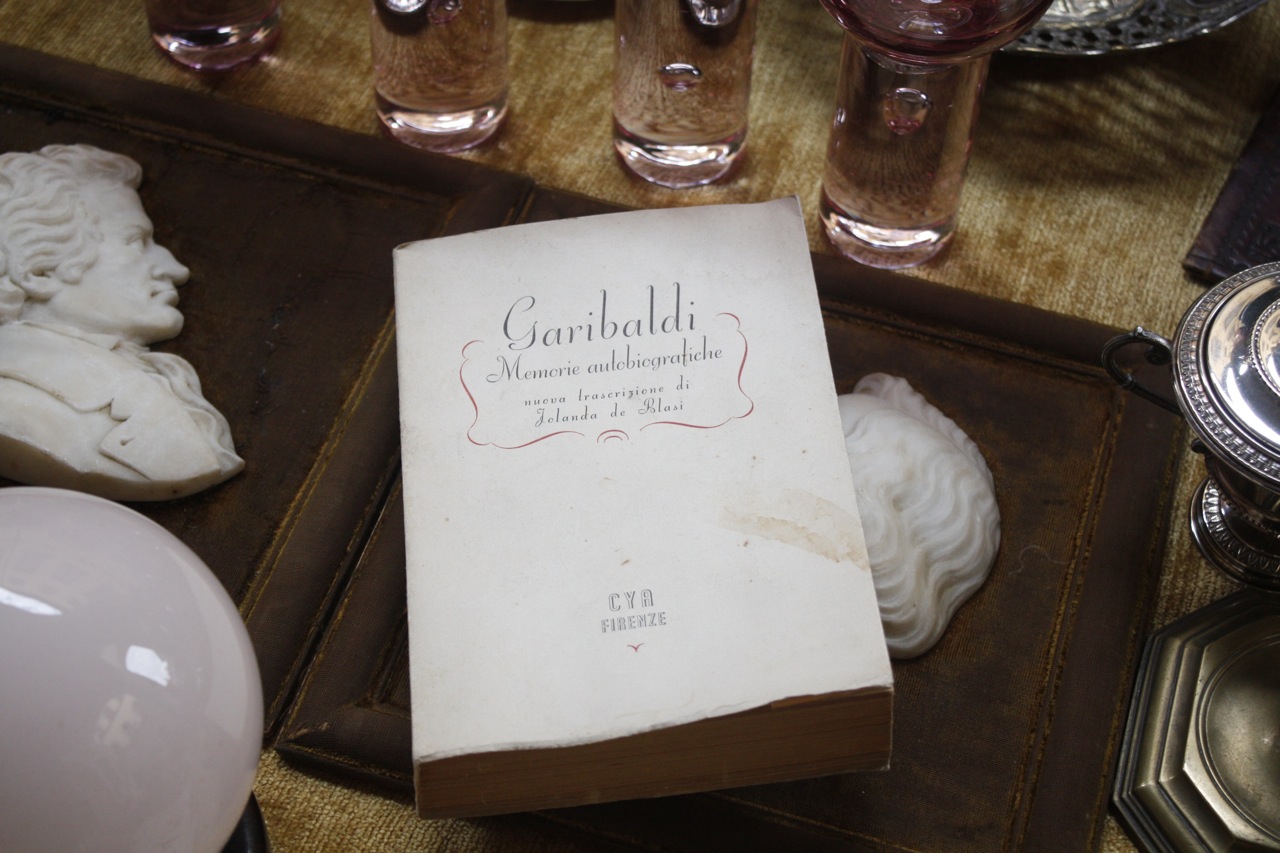 Garibaldi
Memorie autobiografiche
nuova trascrizione di
Jolanda de Blasi
CYA
FIRENZE